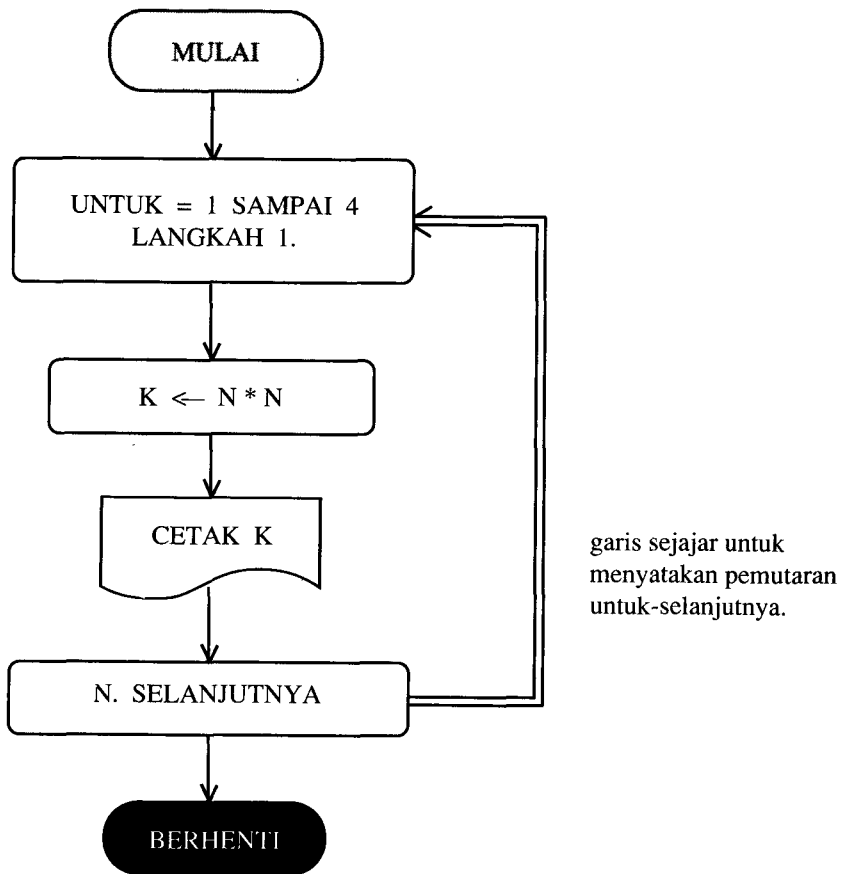 MULAI
UNTUK = 1 SAMPAI 4
LANGKAH 1.
K ← N * N
CETAK K
garis sejajar untuk
menyatakan pemutaran
untuk-selanjutnya.
N. SELANJUTNYA
BERHENTI